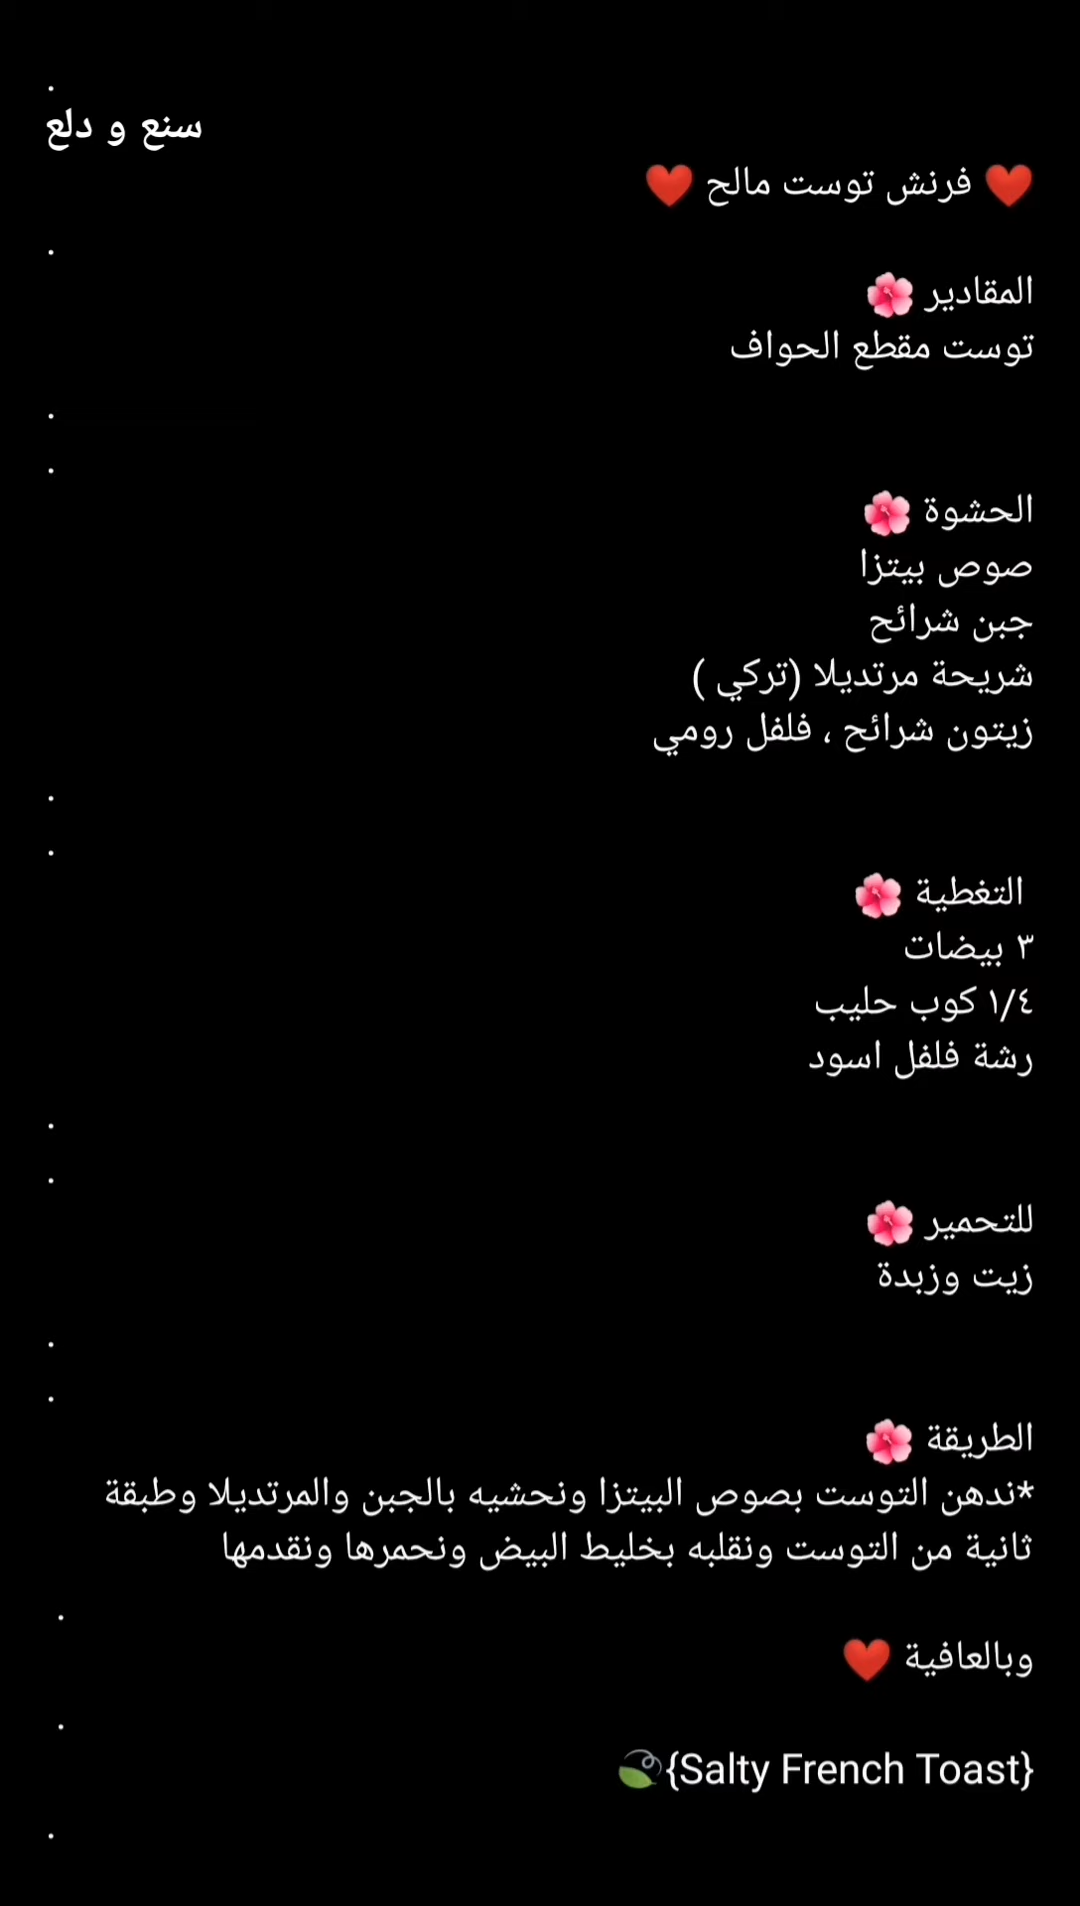 .
سنع و دلع
❤️ فرنش توست مالح ❤️
.
المقادير 🌺
توست مقطع الحواف
.
.
الحشوة 🌺
صوص بيتزا
جبن شرائح
شريحة مرتديلا (تركي )
زيتون شرائح ، فلفل رومي
.
.
التغطية 🌺
٣ بيضات
١/٤ كوب حليب
رشة فلفل اسود
.
.
للتحمير 🌺
زيت وزبدة
.
.
الطريقة 🌺
*ندهن التوست بصوص البيتزا ونحشيه بالجبن والمرتديلا وطبقة
ثانية من التوست ونقلبه بخليط البيض ونحمرها ونقدمها
.
وبالعافية ❤️
.
{Salty French Toast}
.